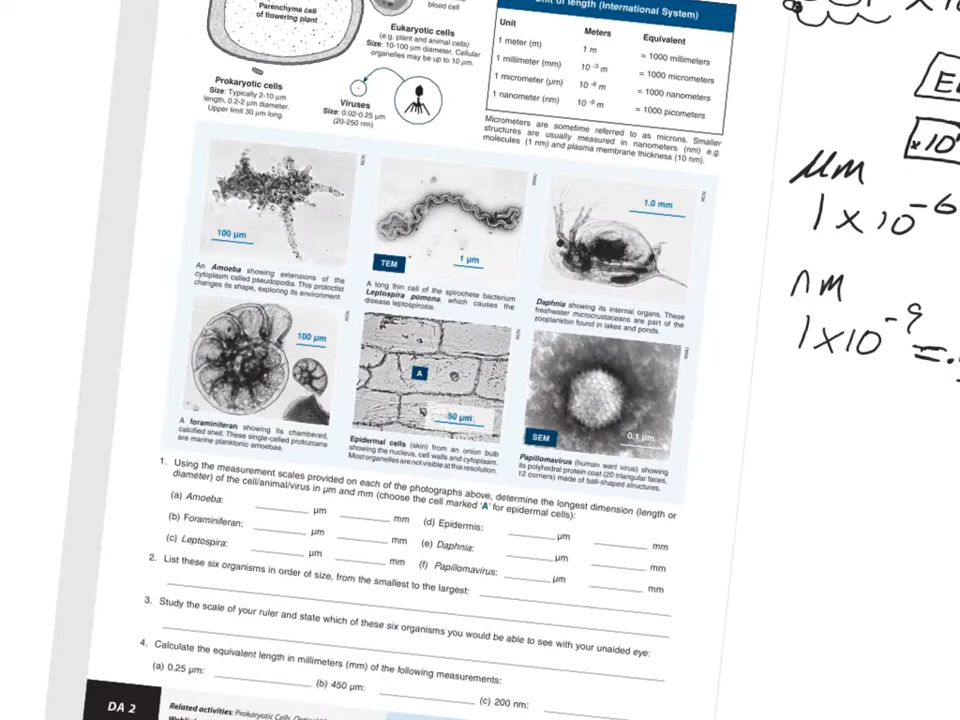 blood cell
Parenchyma cell
of flowering plant
Eukaryotic cells
(e.g. plant and animal cells)
Size: 10-100 µm diameter. Cellular
organelles may be up to 10 µm.
Prokaryotic cells
Size: Typically 2-10 µm
length, 0.2-2 µm diameter.
Upper limit 30 µm long.
Viruses
Size: 0.02-0.25 µm
(20-250 nm)
Unit of length (International System)
Unit Meters Equivalent
1 meter (m) 1 m = 1000 millimeters
1 millimeter (mm) 10 -3 m = 1000 micrometers
1 micrometer (µm) 10 -6 m = 1000 nanometers
1 nanometer (nm) 10 -9 m = 1000 picometers
Micrometers are sometime referred to as microns. Smaller
structures are usually measured in nanometers (nm) e.g.
molecules (1 nm) and plasma membrane thickness (10 nm).
100 µm
An Amoeba showing extensions of the
cytoplasm called pseudopodia. This protoctist
changes its shape, exploring its environment.
TEM
1 µm
A long thin cell of the spirochete bacterium
Leptospira pomona, which causes the
disease leptospirosis.
1.0 mm
Daphnia showing its internal organs. These
freshwater microcrustaceans are part of the
zooplankton found in lakes and ponds.
100 µm
A foraminiferan showing its chambered,
calcified shell. These single-celled protozoans
are marine planktonic amoebae.
A
50 µm
Epidermal cells (skin) from an onion bulb
showing the nucleus, cell walls and cytoplasm.
Most organelles are not visible at this resolution.
SEM
0.1 µm
Papillomavirus (human wart virus) showing
its polyhedral protein coat (20 triangular faces,
12 corners) made of ball-shaped structures.
1. Using the measurement scales provided on each of the photographs above, determine the longest dimension (length or
diameter) of the cell/animal/virus in µm and mm (choose the cell marked 'A' for epidermal cells):
(a) Amoeba: µm mm (d) Epidermis: µm mm
(b) Foraminiferan: µm mm (e) Daphnia: µm mm
(c) Leptospira: µm mm (f) Papillomavirus: µm mm
2. List these six organisms in order of size, from the smallest to the largest:
3. Study the scale of your ruler and state which of these six organisms you would be able to see with your unaided eye:
4. Calculate the equivalent length in millimeters (mm) of the following measurements:
(a) 0.25 µm: (b) 450 µm: (c) 200 nm:
DA 2
Related activities: Prokaryotic Cells,
µm
1 x 10 -6
nm
1 x 10 -9 = .